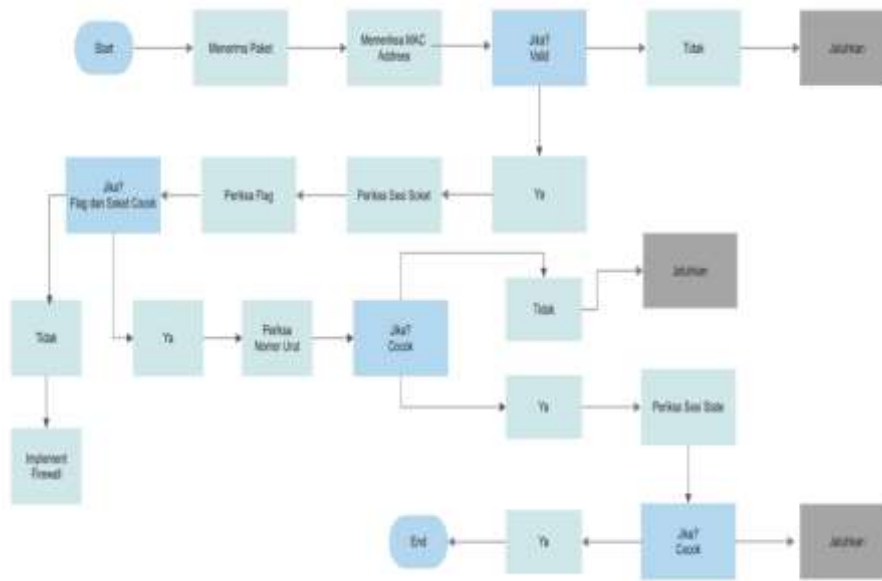 Start
Menerima Paket
Memeriksa MAC
Address
Jika?
Valid
Tidak
Jatuhkan
Jika?
Flag dan Soket Cocok
Periksa Flag
Periksa Sesi Soket
Ya
Jatuhkan
Tidak
Ya
Periksa
Nomor Urut
Jika?
Cocok
Tidak
Ya
Periksa Sesi State
Implement
Firewall
End
Ya
Jika?
Cocok
Jatuhkan